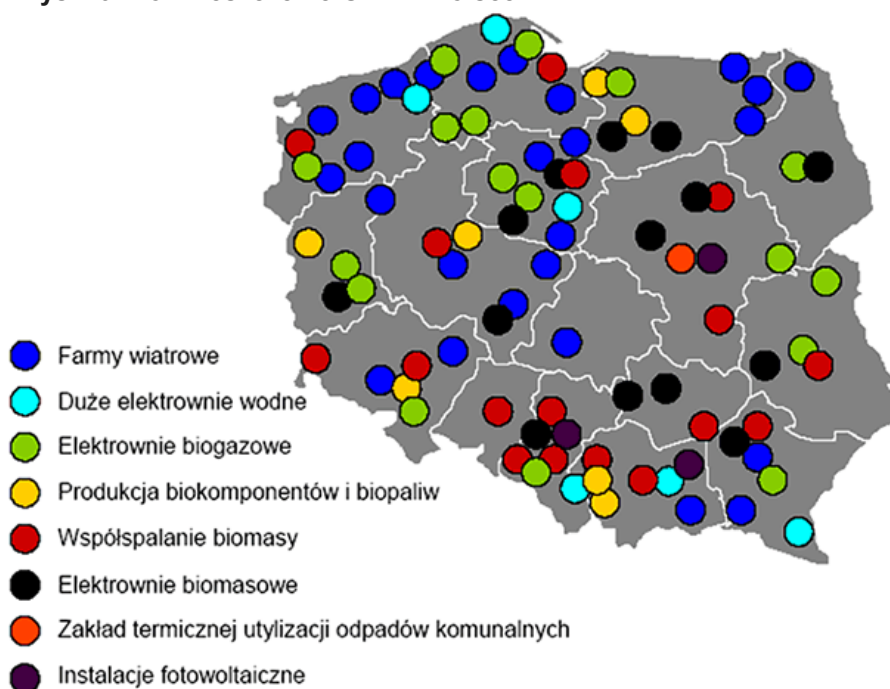 Farmy wiatrowe
Duże elektrownie wodne
Elektrownie biogazowe
Produkcja biokomponentów i biopaliw
Współspalanie biomasy
Elektrownie biomasowe
Zakład termicznej utylizacji odpadów komunalnych
Instalacje fotowoltaiczne